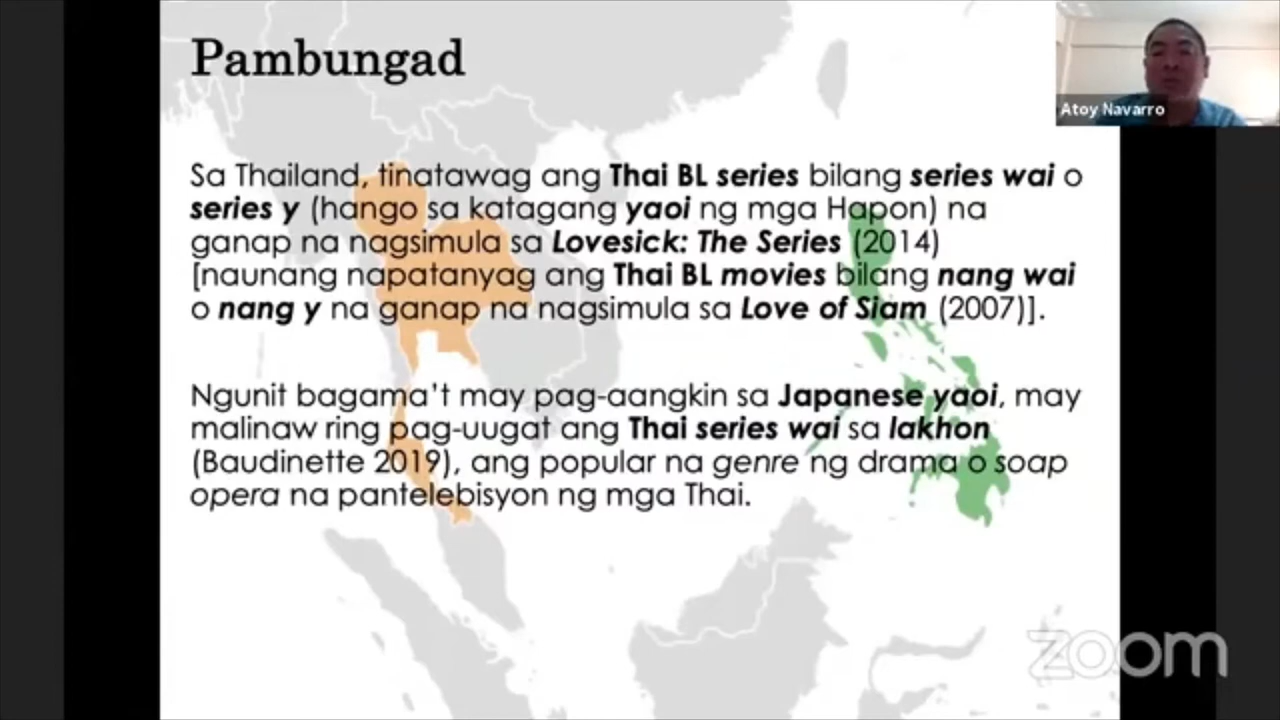 Pambungad
Atoy Navarro
Sa Thailand, tinatawag ang Thai BL series bilang series wai o
series y (hango sa katagang yaoi ng mga Hapon) na
ganap na nagsimula sa Lovesick: The Series (2014)
[naunang napatanyag ang Thai BL movies bilang nang wai
o nang y na ganap na nagsimula sa Love of Siam (2007)].
Ngunit bagama't may pag-aangkin sa Japanese yaoi, may
malinaw ring pag-uugat ang Thai series wai sa lakhon
(Baudinette 2019), ang popular na genre ng drama o soap
opera na pantelebisyon ng mga Thai.
zoom